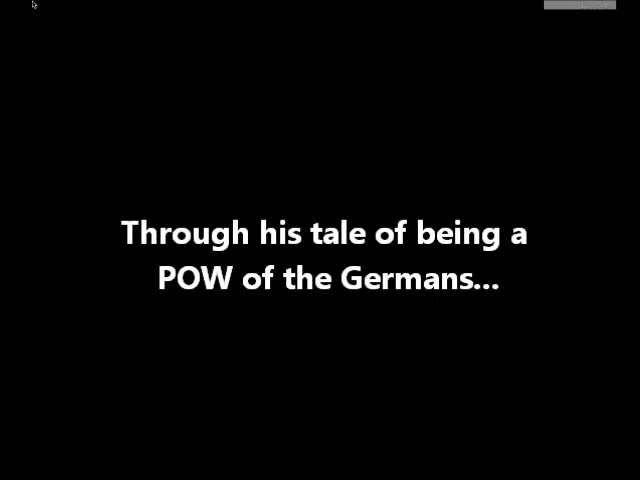 Through his tale of being a
POW of the Germans...